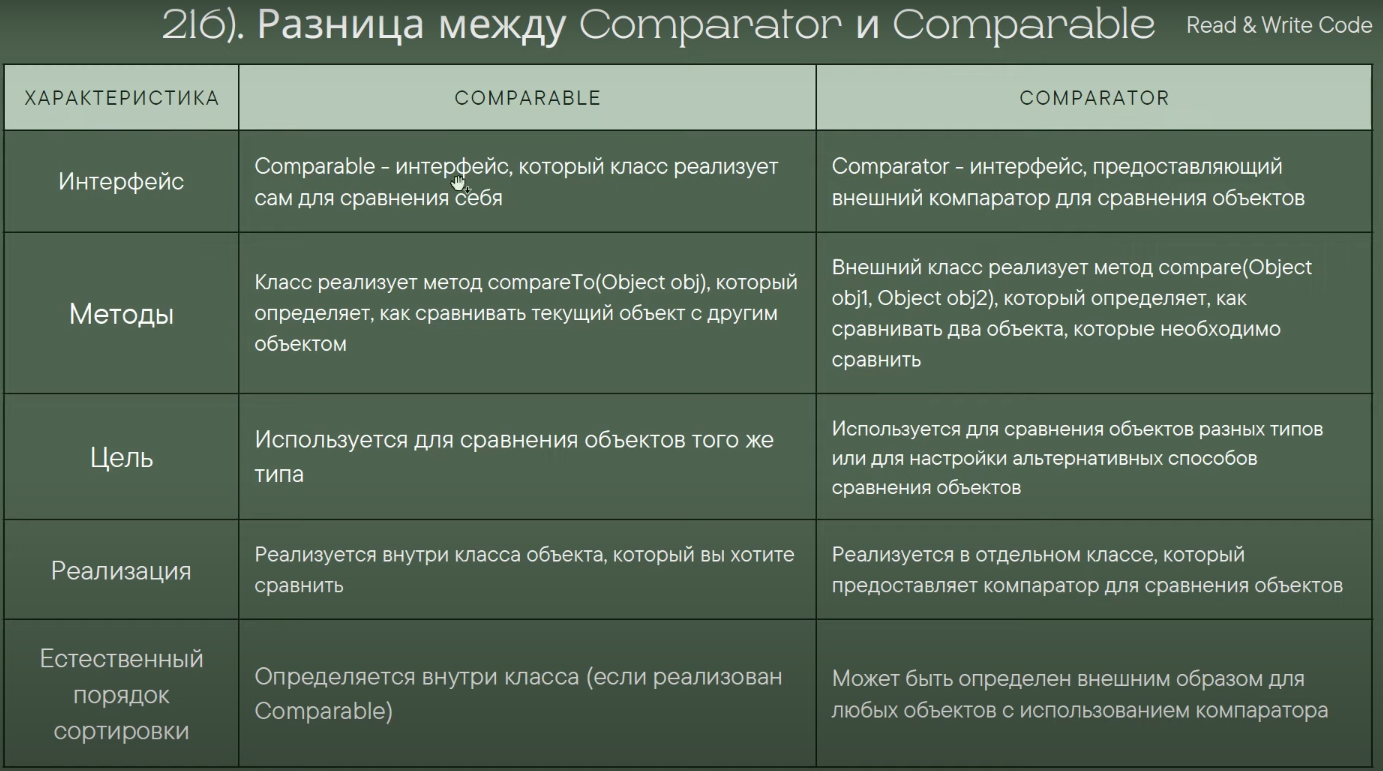 216). Разница между Comparator и Comparable
Read & Write Code
ХАРАКТЕРИСТИКА
COMPARABLE
COMPARATOR
Интерфейс
Comparable - интерфейс, который класс реализует
сам для сравнения себя
Comparator - интерфейс, предоставляющий
внешний компаратор для сравнения объектов
Методы
Класс реализует метод compareTo(Object obj), который
определяет, как сравнивать текущий объект с другим
объектом
Внешний класс реализует метод compare(Object
obj1, Object obj2), который определяет, как
сравнивать два объекта, которые необходимо
сравнить
Цель
Используется для сравнения объектов того же
типа
Используется для сравнения объектов разных типов
или для настройки альтернативных способов
сравнения объектов
Реализация
Реализуется внутри класса объекта, который вы хотите
сравнить
Реализуется в отдельном классе, который
предоставляет компаратор для сравнения объектов
Естественный
порядок
сортировки
Определяется внутри класса (если реализован
Comparable)
Может быть определен внешним образом для
любых объектов с использованием компаратора